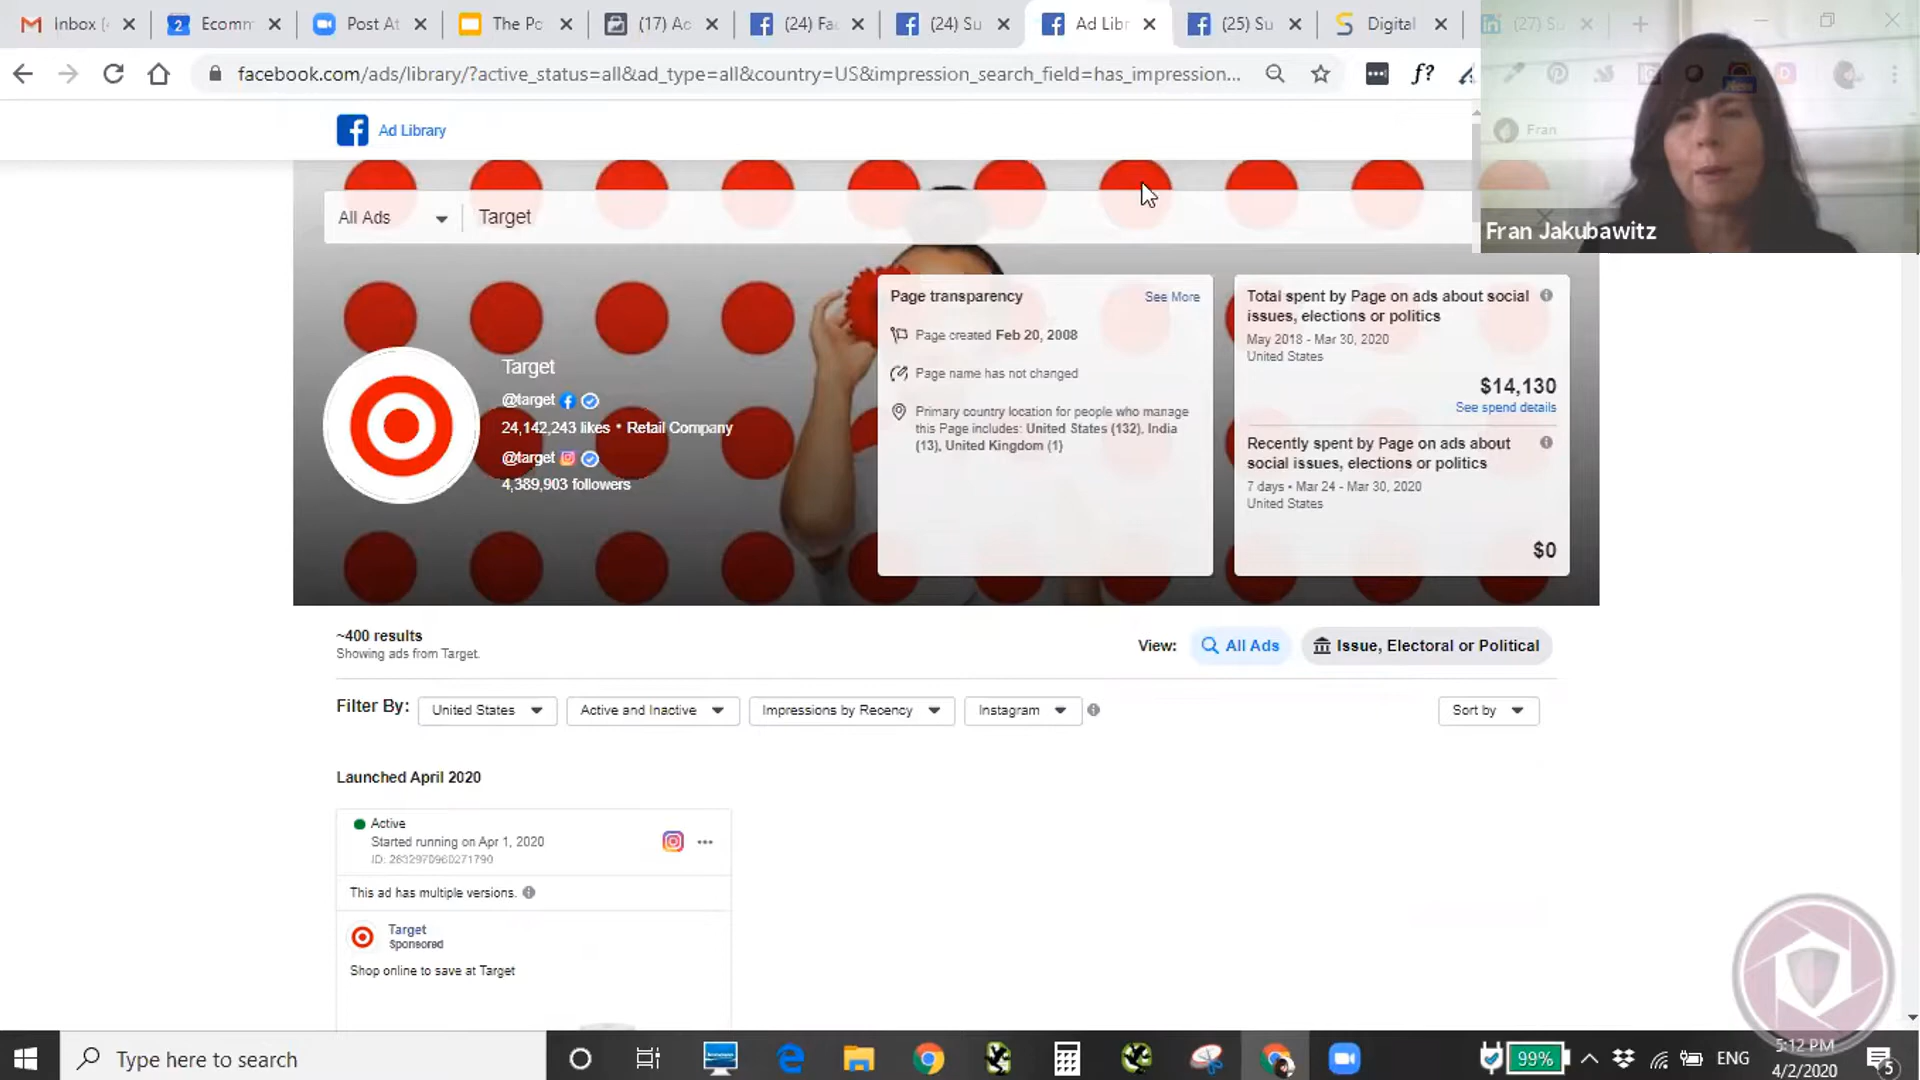 Inbox (
Ecomm
Post At
The Po
(17) Ac
(24) Fa
(24) Su
Ad Libr
(25) Su
Digital
(27) Su
facebook.com/ads/library/?active_status=all&ad_type=all&country=US&impression_search_field=has_impression...
f?
New
Fran
Ad Library
All Ads
Target
Fran Jakubawitz
Page transparency
See More
Page created Feb 20, 2008
Page name has not changed
Primary country location for people who manage
this Page includes: United States (132), India
(13), United Kingdom (1)
Total spent by Page on ads about social
issues, elections or politics
May 2018 - Mar 30, 2020
United States
$14,130
See spend details
Recently spent by Page on ads about
social issues, elections or politics
7 days • Mar 24 - Mar 30, 2020
United States
$0
Target
@target
24,142,243 likes • Retail Company
@target
4,389,903 followers
~400 results
Showing ads from Target.
View:
All Ads
Issue, Electoral or Political
Filter By:
United States
Active and Inactive
Impressions by Recency
Instagram
Sort by
Launched April 2020
Active
Started running on Apr 1, 2020
ID: 2632970960271790
This ad has multiple versions.
Target
Sponsored
Shop online to save at Target
Type here to search
99%
ENG
5:12 PM
4/2/2020
5